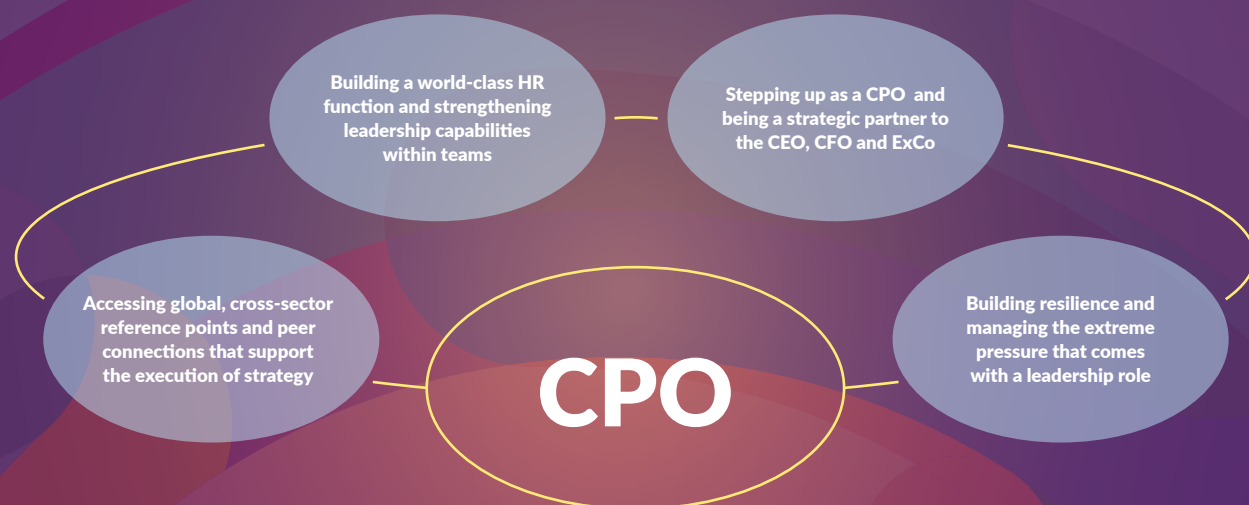 Building a world-class HR
function and strengthening
leadership capabilities
within teams
Stepping up as a CPO  and
being a strategic partner to
the CEO, CFO and ExCo
Accessing global, cross-sector
reference points and peer
connections that support
the execution of strategy
Building resilience and
managing the extreme
pressure that comes
with a leadership role
CPO